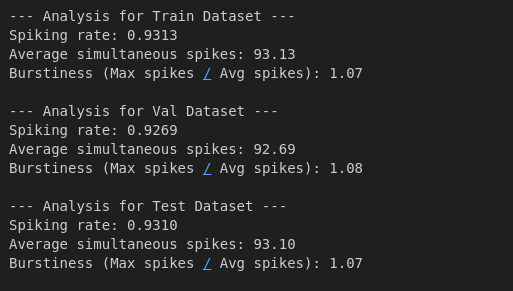 --- Analysis for Train Dataset ---
Spiking rate: 0.9313
Average simultaneous spikes: 93.13
Burstiness (Max spikes / Avg spikes): 1.07
--- Analysis for Val Dataset ---
Spiking rate: 0.9269
Average simultaneous spikes: 92.69
Burstiness (Max spikes / Avg spikes): 1.08
--- Analysis for Test Dataset ---
Spiking rate: 0.9310
Average simultaneous spikes: 93.10
Burstiness (Max spikes / Avg spikes): 1.07